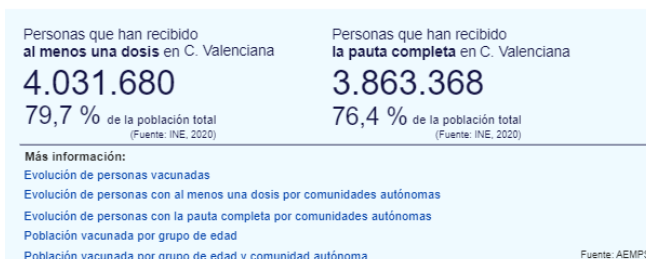 Personas que han recibido
al menos una dosis en C. Valenciana
4.031.680
79,7 % de la población total
(Fuente: INE, 2020)
Personas que han recibido
la pauta completa en C. Valenciana
3.863.368
76,4 % de la población total
(Fuente: INE, 2020)
Más información:
Evolución de personas vacunadas
Evolución de personas con al menos una dosis por comunidades autónomas
Evolución de personas con la pauta completa por comunidades autónomas
Población vacunada por grupo de edad
Población vacunada por grupo de edad y comunidad autónoma
Fuente: AEMPS